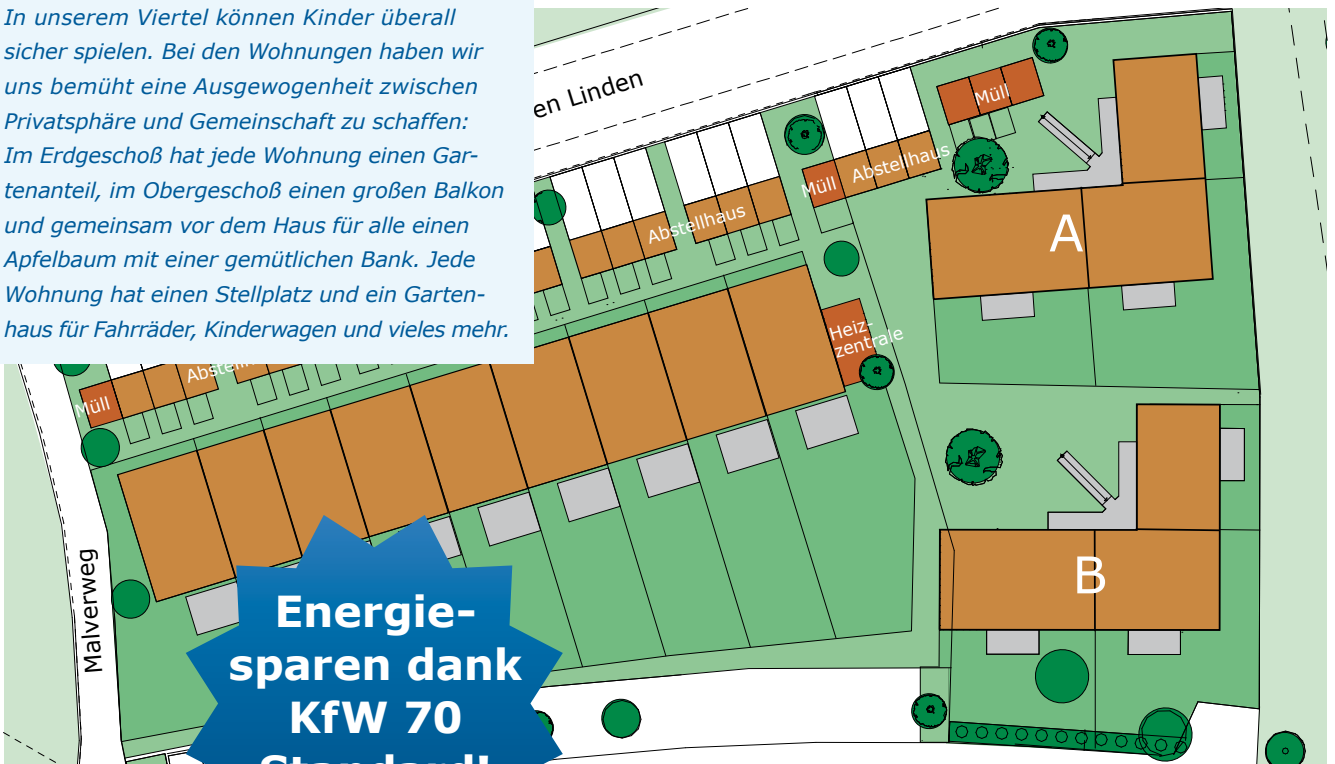 In unserem Viertel können Kinder überall
sicher spielen. Bei den Wohnungen haben wir
uns bemüht eine Ausgewogenheit zwischen
Privatsphäre und Gemeinschaft zu schaffen:
Im Erdgeschoß hat jede Wohnung einen Gar-
tenanteil, im Obergeschoß einen großen Balkon
und gemeinsam vor dem Haus für alle einen
Apfelbaum mit einer gemütlichen Bank. Jede
Wohnung hat einen Stellplatz und ein Garten-
haus für Fahrräder, Kinderwagen und vieles mehr.
en Linden
Müll
Müll
Abstellhaus
Abstellhaus
A
Heiz-
zentrale
Müll
B
Malverweg
Energie-
sparen dank
KfW 70
Standard!